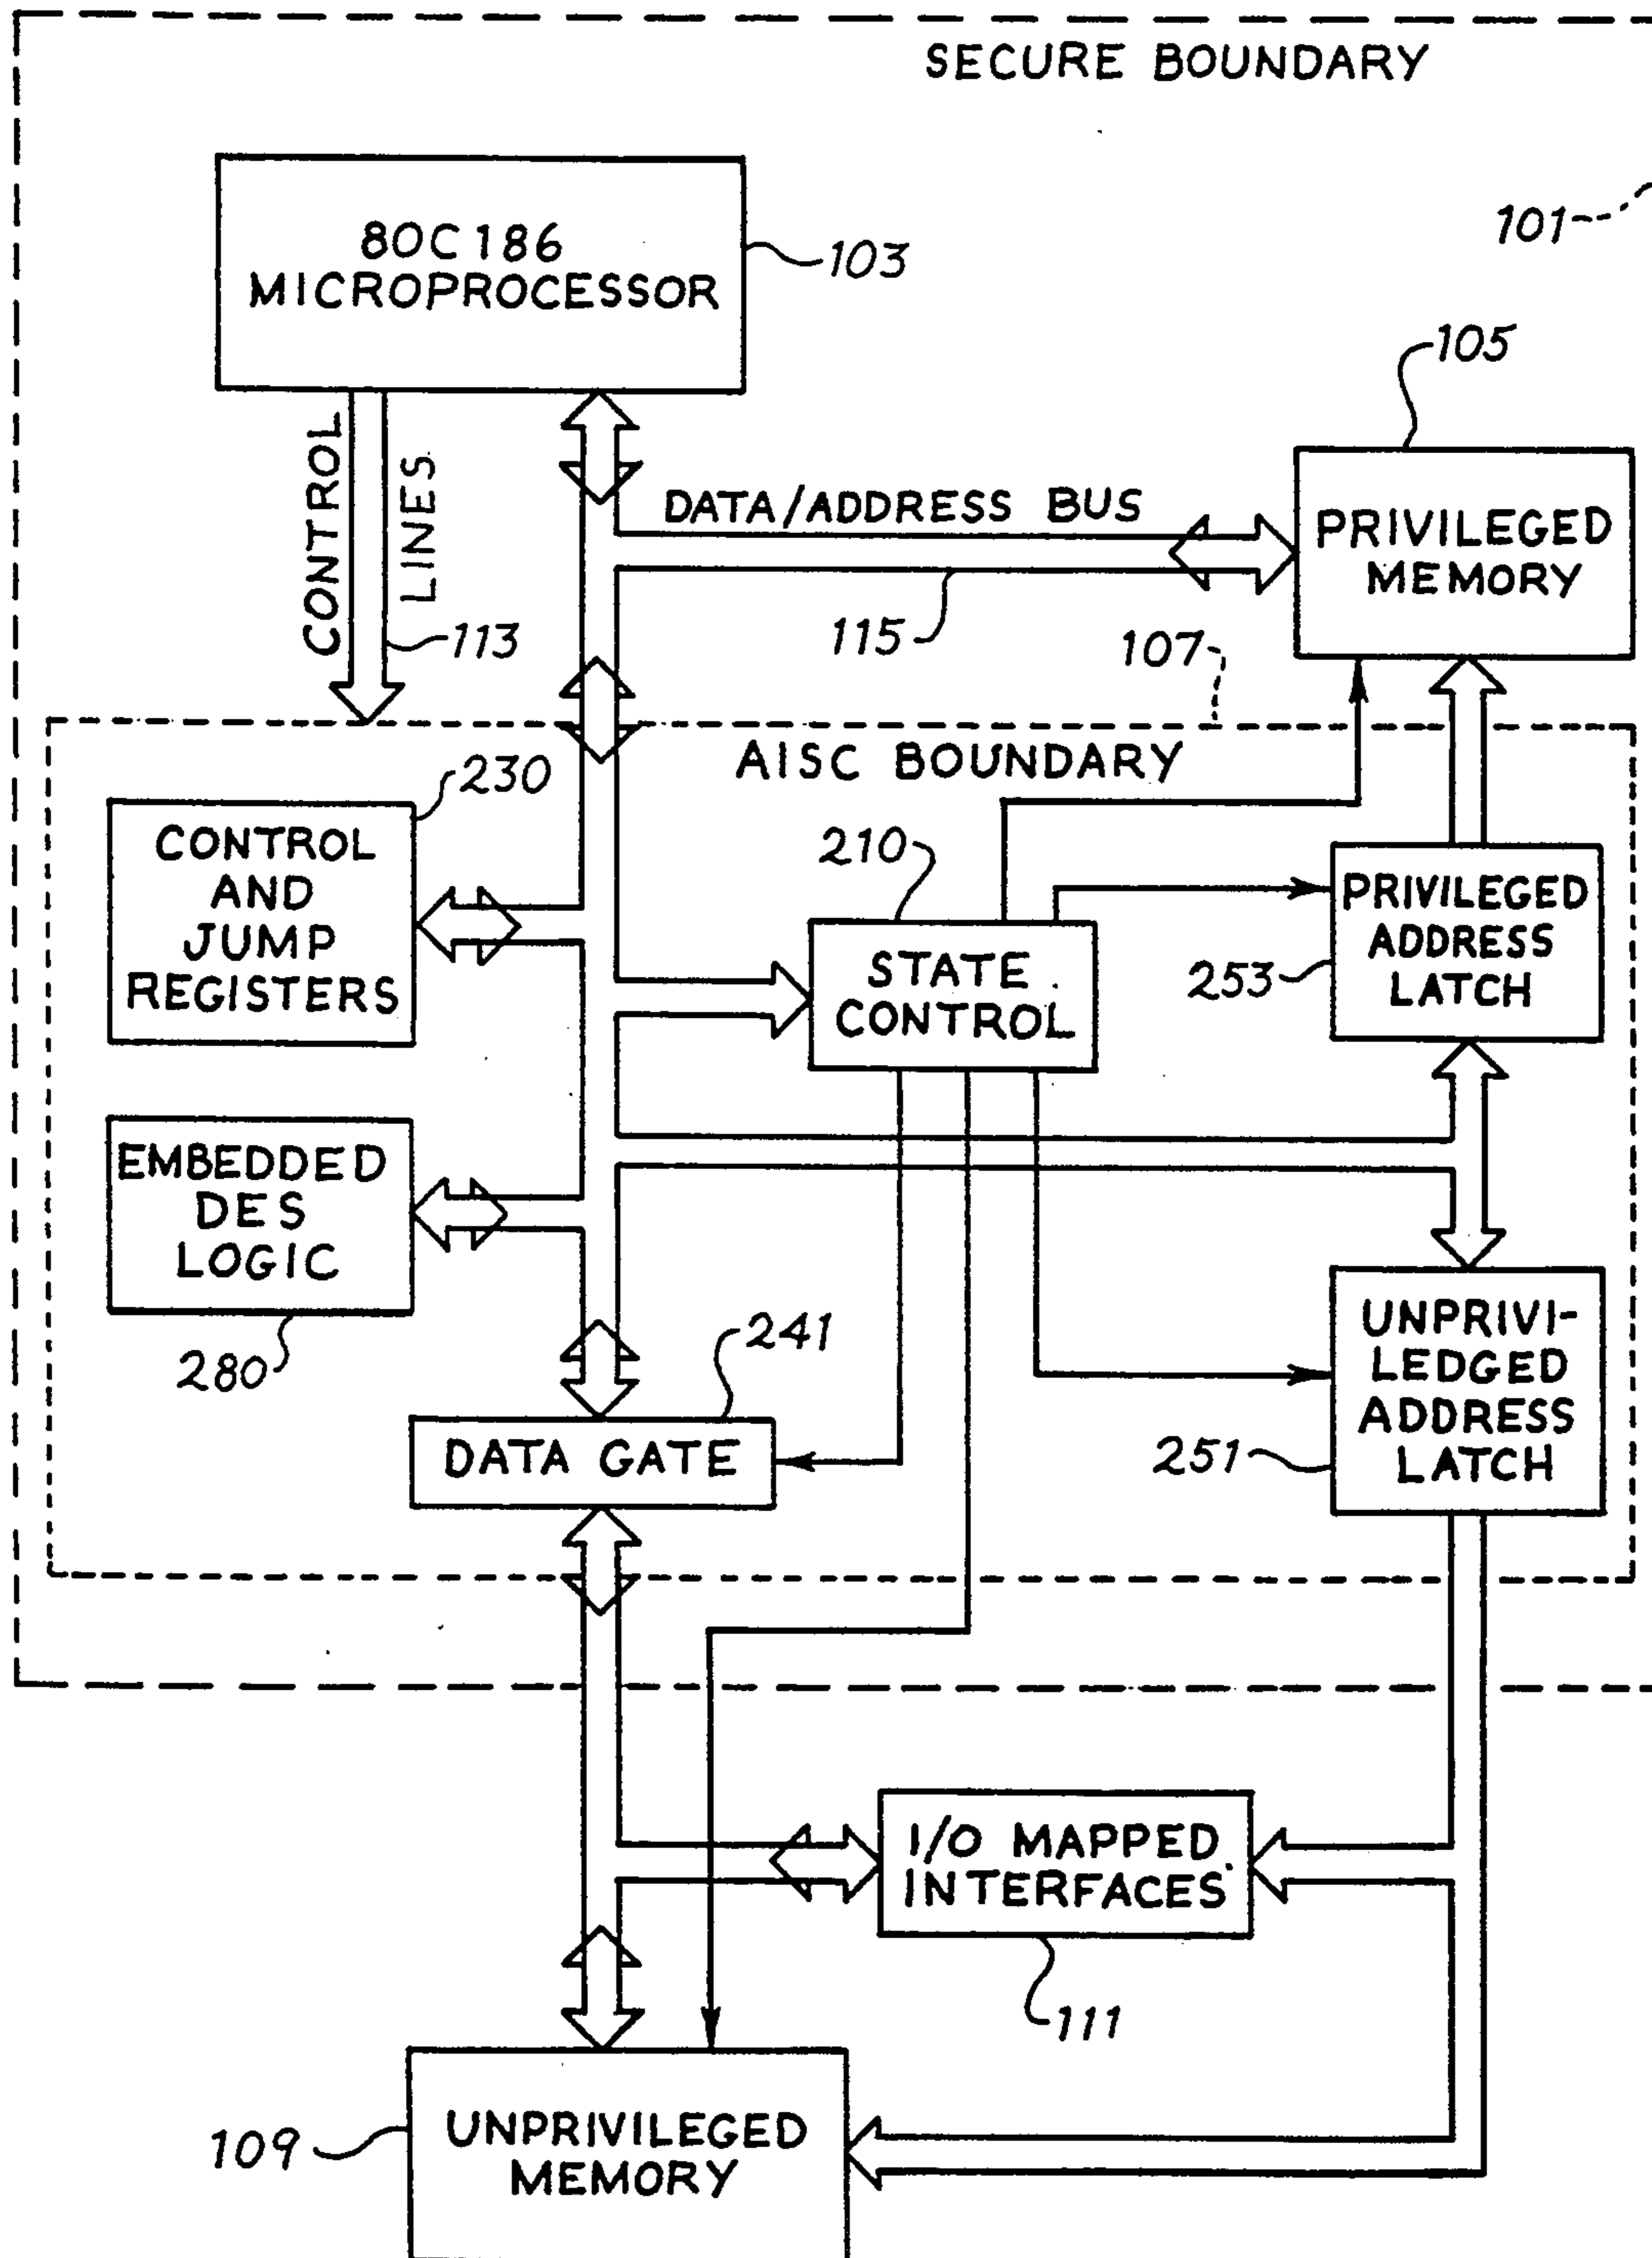 SECURE BOUNDARY
101
80C186
MICROPROCESSOR
103
105
CONTROL
LINES
113
DATA/ADDRESS BUS
115
PRIVILEGED
MEMORY
107
AISC BOUNDARY
230
CONTROL
AND
JUMP
REGISTERS
210
STATE
CONTROL
PRIVILEGED
ADDRESS
LATCH
253
EMBEDDED
DES
LOGIC
280
241
DATA GATE
UNPRIVI-
LEDGED
ADDRESS
LATCH
251
I/O MAPPED
INTERFACES
111
109
UNPRIVILEGED
MEMORY